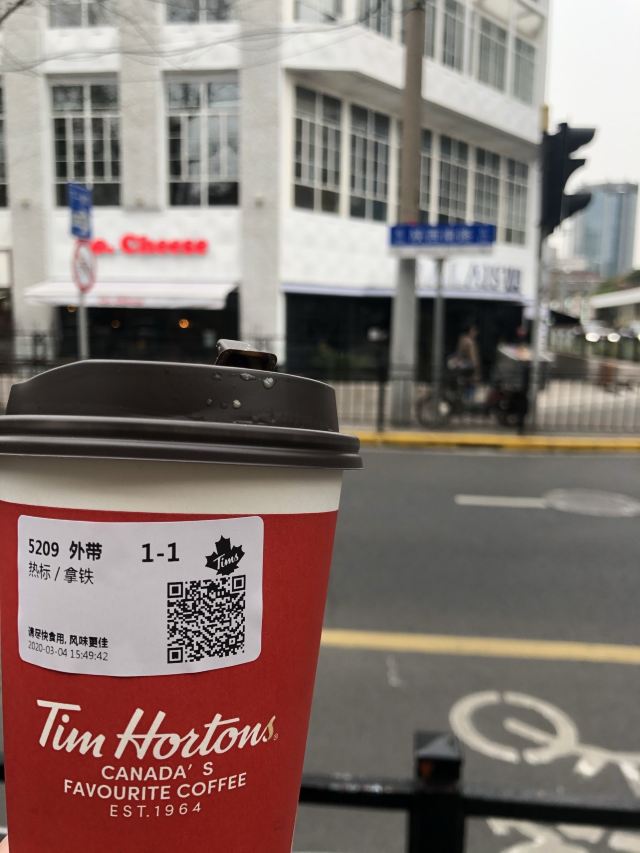 Cheese
5209 外带 1-1
热标 / 拿铁
Tims
请尽快食用, 风味更佳
2020-03-04 15:49:42
Tim Hortons®
CANADA' S
FAVOURITE COFFEE
EST.1964